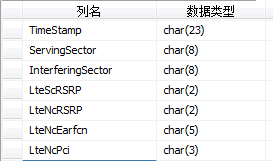 列名 数据类型
TimeStamp char(23)
ServingSector char(8)
InterferingSector char(8)
LteScRSRP char(2)
LteNcRSRP char(2)
LteNcEarfcn char(5)
LteNcPci char(3)